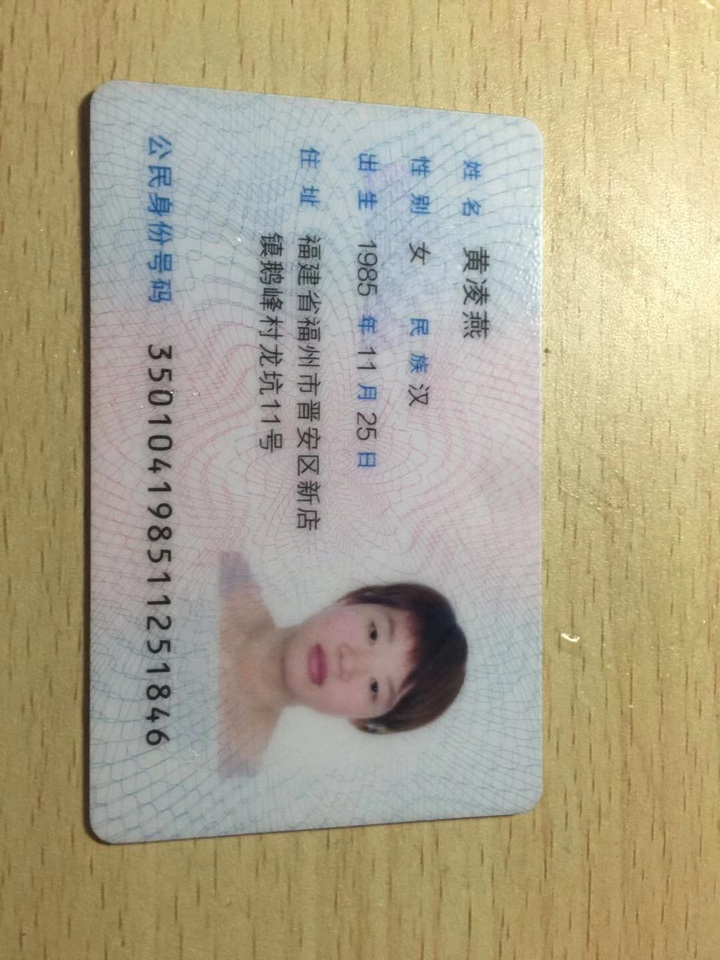 姓名 黄凌燕
性别 女 民族 汉
出生 1985 年 11 月 25 日
住址 福建省福州市晋安区新店
镇鹅峰村龙坑11号
公民身份号码 350104198511251846